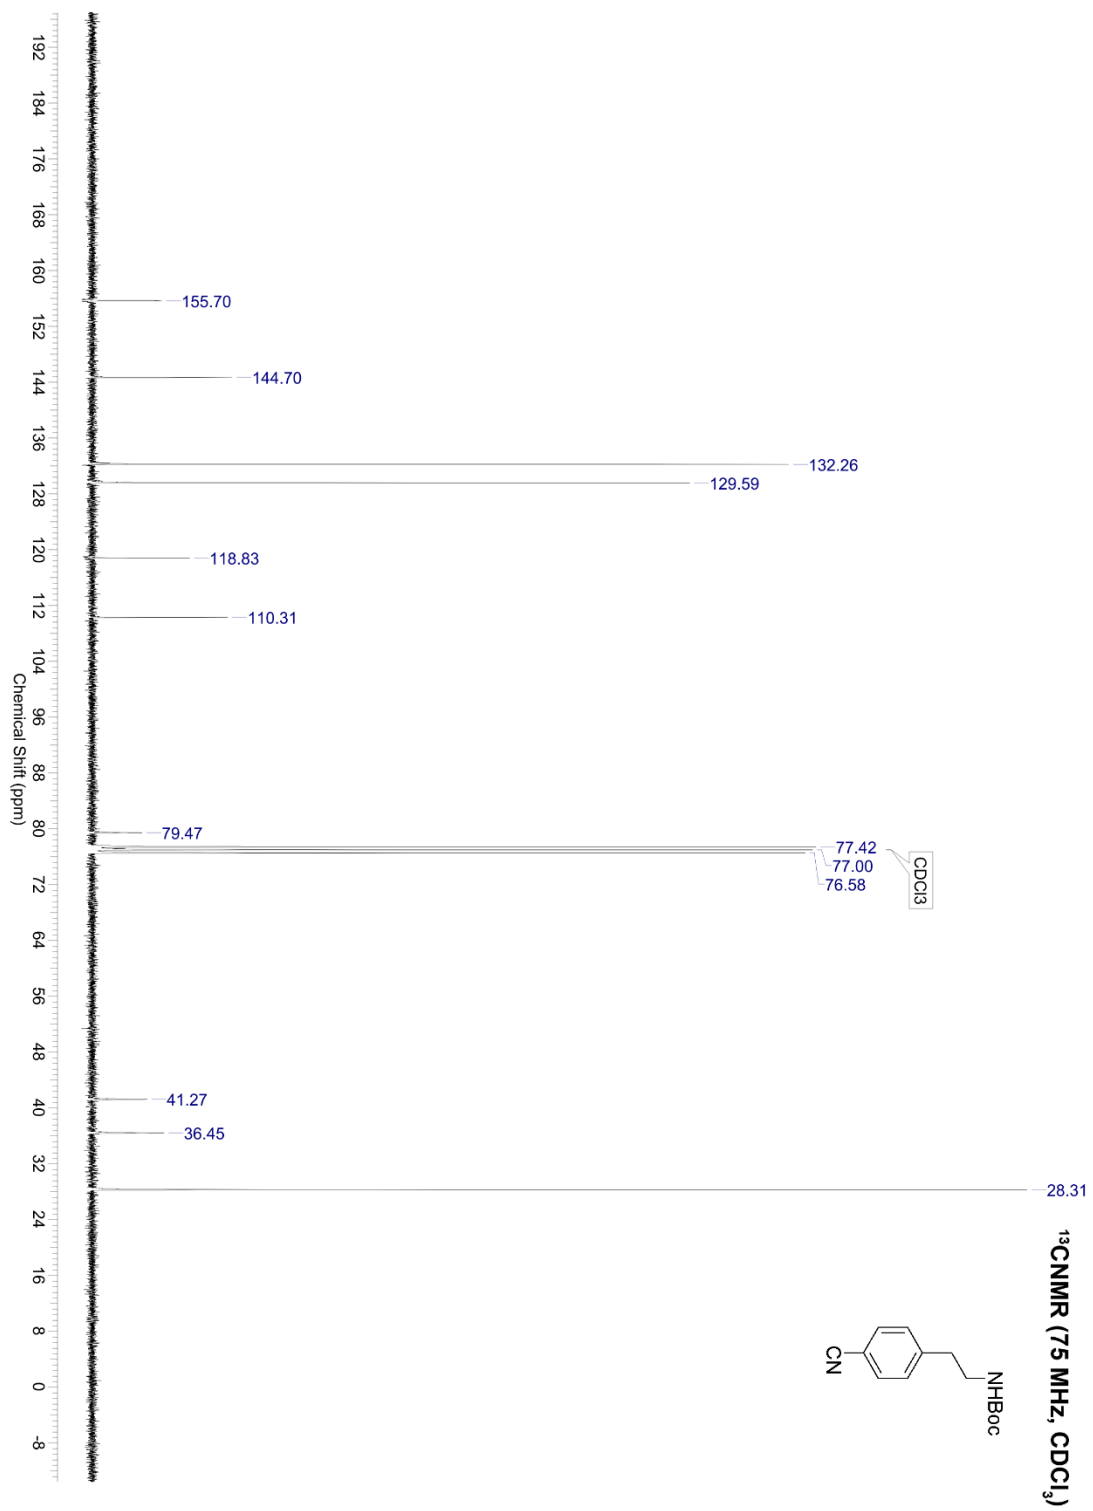 ¹³CNMR (75 MHz, CDCl₃)
NHBoc
CN
28.31
36.45
41.27
CDCl3
76.58
77.00
77.42
79.47
110.31
118.83
129.59
132.26
144.70
155.70
192 184 176 168 160 152 144 136 128 120 112 104 96 88 80 72 64 56 48 40 32 24 16 8 0 -8
Chemical Shift (ppm)